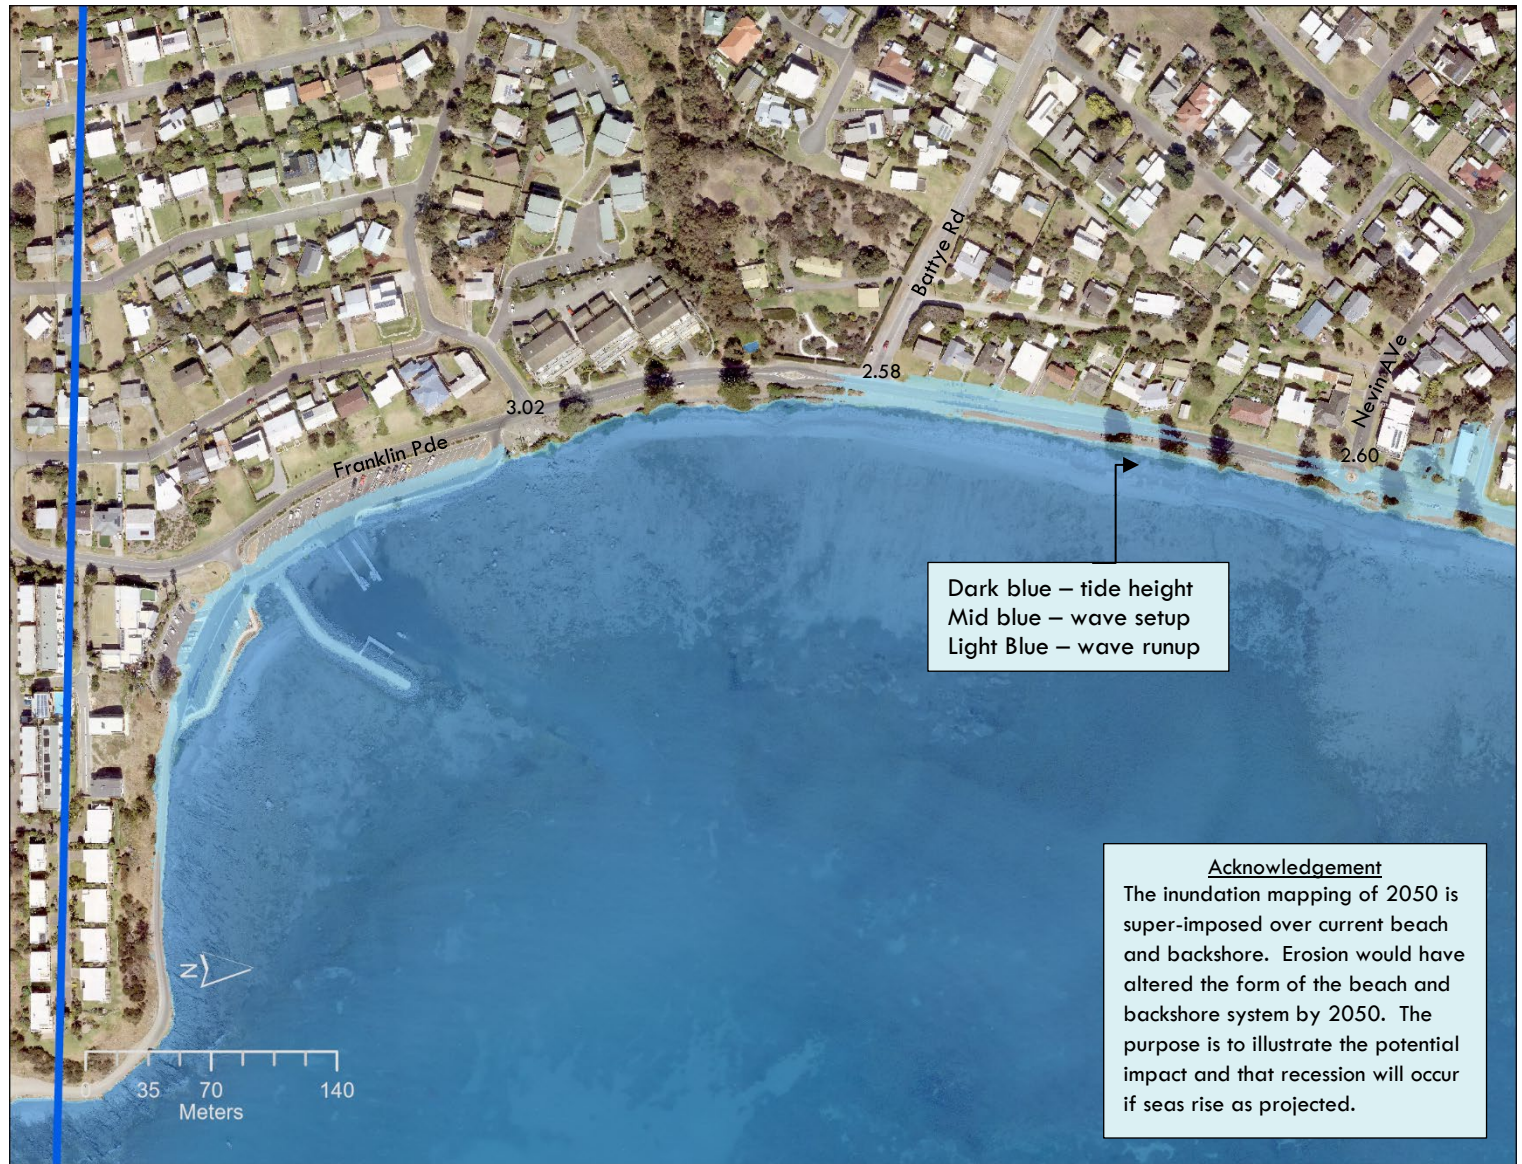 Battye Rd
Nevin AVe
2.58
3.02
Franklin Pde
2.60
Dark blue – tide height
Mid blue – wave setup
Light Blue – wave runup
Acknowledgement
The inundation mapping of 2050 is
super-imposed over current beach
and backshore. Erosion would have
altered the form of the beach and
backshore system by 2050. The
purpose is to illustrate the potential
impact and that recession will occur
if seas rise as projected.
N
0 35 70 140
Meters